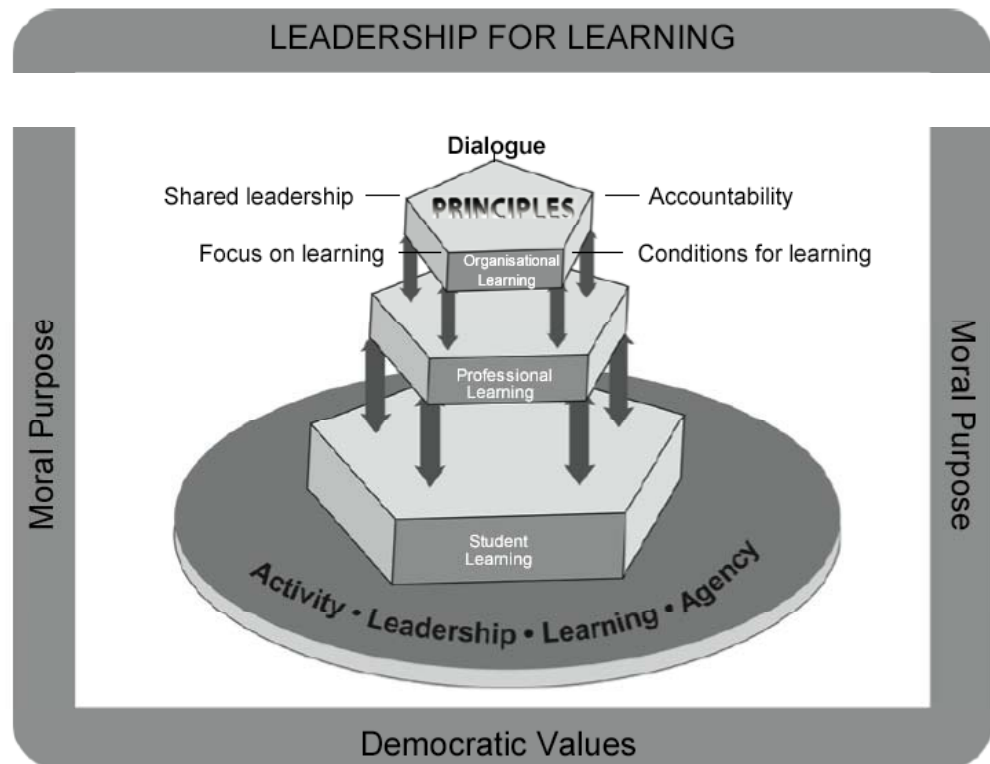 LEADERSHIP FOR LEARNING
Dialogue
Shared leadership
Accountability
PRINCIPLES
Focus on learning
Conditions for learning
Organisational
Learning
Professional
Learning
Student
Learning
Activity • Leadership • Learning • Agency
Moral Purpose
Moral Purpose
Democratic Values